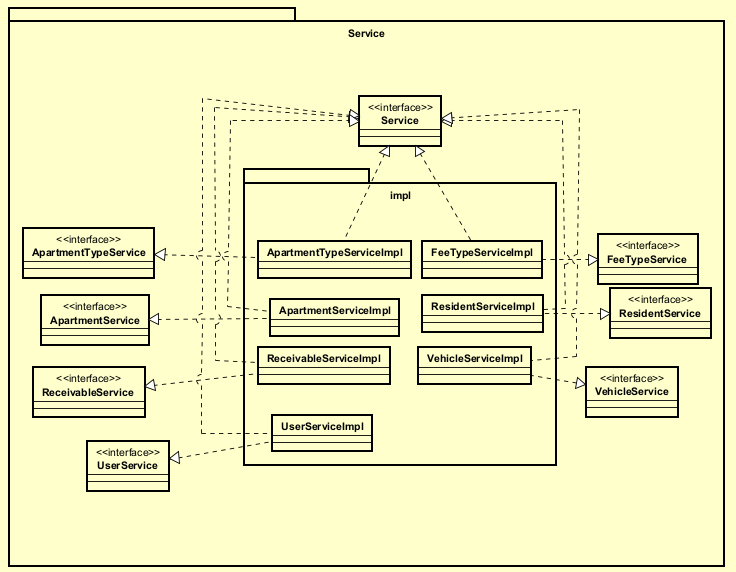 Service
<<interface>>
Service
impl
<<interface>>
ApartmentTypeService
ApartmentTypeServiceImpl
FeeTypeServiceImpl
<<interface>>
FeeTypeService
<<interface>>
ApartmentService
ApartmentServiceImpl
ResidentServiceImpl
<<interface>>
ResidentService
<<interface>>
ReceivableService
ReceivableServiceImpl
VehicleServiceImpl
<<interface>>
VehicleService
UserServiceImpl
<<interface>>
UserService